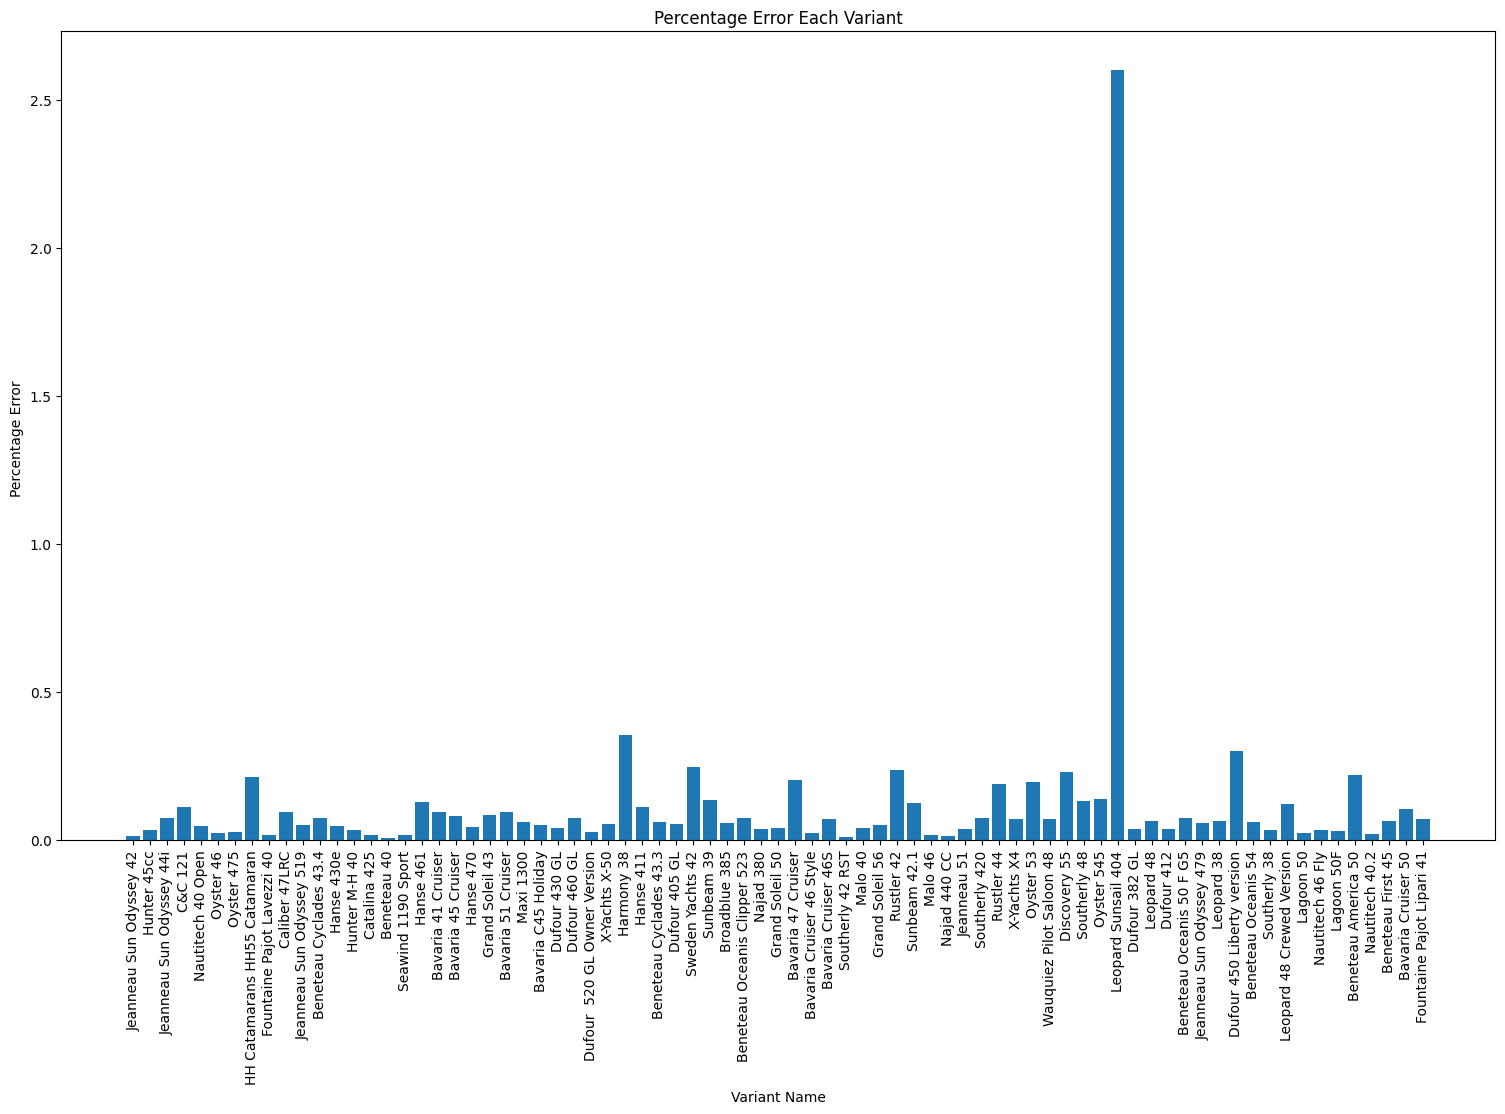 Percentage Error Each Variant
Percentage Error
2.5
2.0
1.5
1.0
0.5
0.0
Jeanneau Sun Odyssey 42
Hunter 45cc
Jeanneau Sun Odyssey 44i
C&C 121
Nautitech 40 Open
Oyster 46
Oyster 475
HH Catamarans HH55 Catamaran
Fountaine Pajot Lavezzi 40
Caliber 47LRC
Jeanneau Sun Odyssey 519
Beneteau Cyclades 43.4
Hanse 430e
Hunter M-H 40
Catalina 425
Beneteau 40
Seawind 1190 Sport
Hanse 461
Bavaria 41 Cruiser
Bavaria 45 Cruiser
Hanse 470
Grand Soleil 43
Bavaria 51 Cruiser
Maxi 1300
Bavaria C45 Holiday
Dufour 430 GL
Dufour 460 GL
Dufour  520 GL Owner Version
X-Yachts X-50
Harmony 38
Hanse 411
Beneteau Cyclades 43.3
Dufour 405 GL
Sweden Yachts 42
Sunbeam 39
Broadblue 385
Beneteau Oceanis Clipper 523
Najad 380
Grand Soleil 50
Bavaria 47 Cruiser
Bavaria Cruiser 46 Style
Bavaria Cruiser 46S
Southerly 42 RST
Malo 40
Grand Soleil 56
Rustler 42
Sunbeam 42.1
Malo 46
Najad 440 CC
Jeanneau 51
Southerly 420
Rustler 44
X-Yachts X4
Oyster 53
Wauquiez Pilot Saloon 48
Discovery 55
Southerly 48
Oyster 545
Leopard Sunsail 404
Dufour 382 GL
Leopard 48
Dufour 412
Beneteau Oceanis 50 F G5
Jeanneau Sun Odyssey 479
Leopard 38
Dufour 450 Liberty version
Beneteau Oceanis 54
Southerly 38
Leopard 48 Crewed Version
Lagoon 50
Nautitech 46 Fly
Lagoon 50F
Beneteau America 50
Nautitech 40.2
Beneteau First 45
Bavaria Cruiser 50
Fountaine Pajot Lipari 41
Variant Name